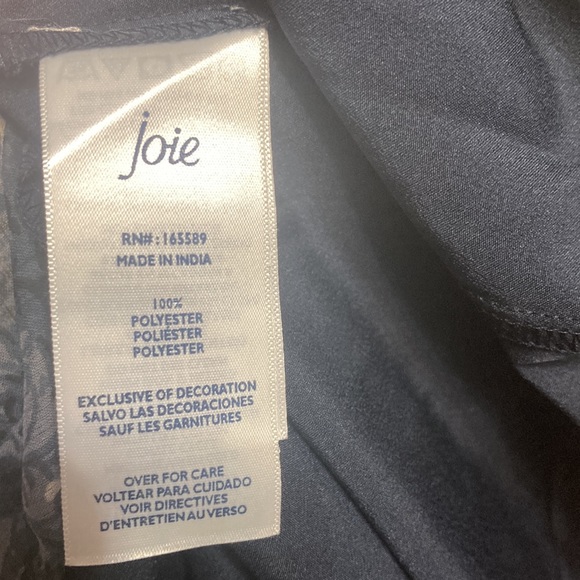 joie
RN#: 165589
MADE IN INDIA
100%
POLYESTER
POLIÉSTER
POLYESTER
EXCLUSIVE OF DECORATION
SALVO LAS DECORACIONES
SAUF LES GARNITURES
OVER FOR CARE
VOLTEAR PARA CUIDADO
VOIR DIRECTIVES
D'ENTRETIEN AU VERSO